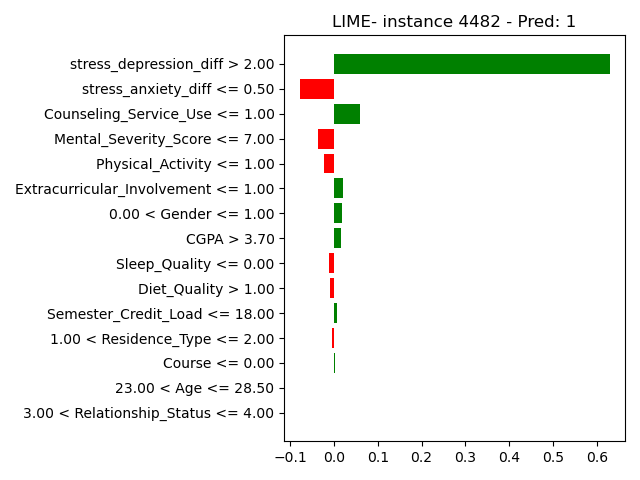 LIME- instance 4482 - Pred: 1
stress_depression_diff > 2.00
stress_anxiety_diff <= 0.50
Counseling_Service_Use <= 1.00
Mental_Severity_Score <= 7.00
Physical_Activity <= 1.00
Extracurricular_Involvement <= 1.00
0.00 < Gender <= 1.00
CGPA > 3.70
Sleep_Quality <= 0.00
Diet_Quality > 1.00
Semester_Credit_Load <= 18.00
1.00 < Residence_Type <= 2.00
Course <= 0.00
23.00 < Age <= 28.50
3.00 < Relationship_Status <= 4.00
−0.1 0.0 0.1 0.2 0.3 0.4 0.5 0.6